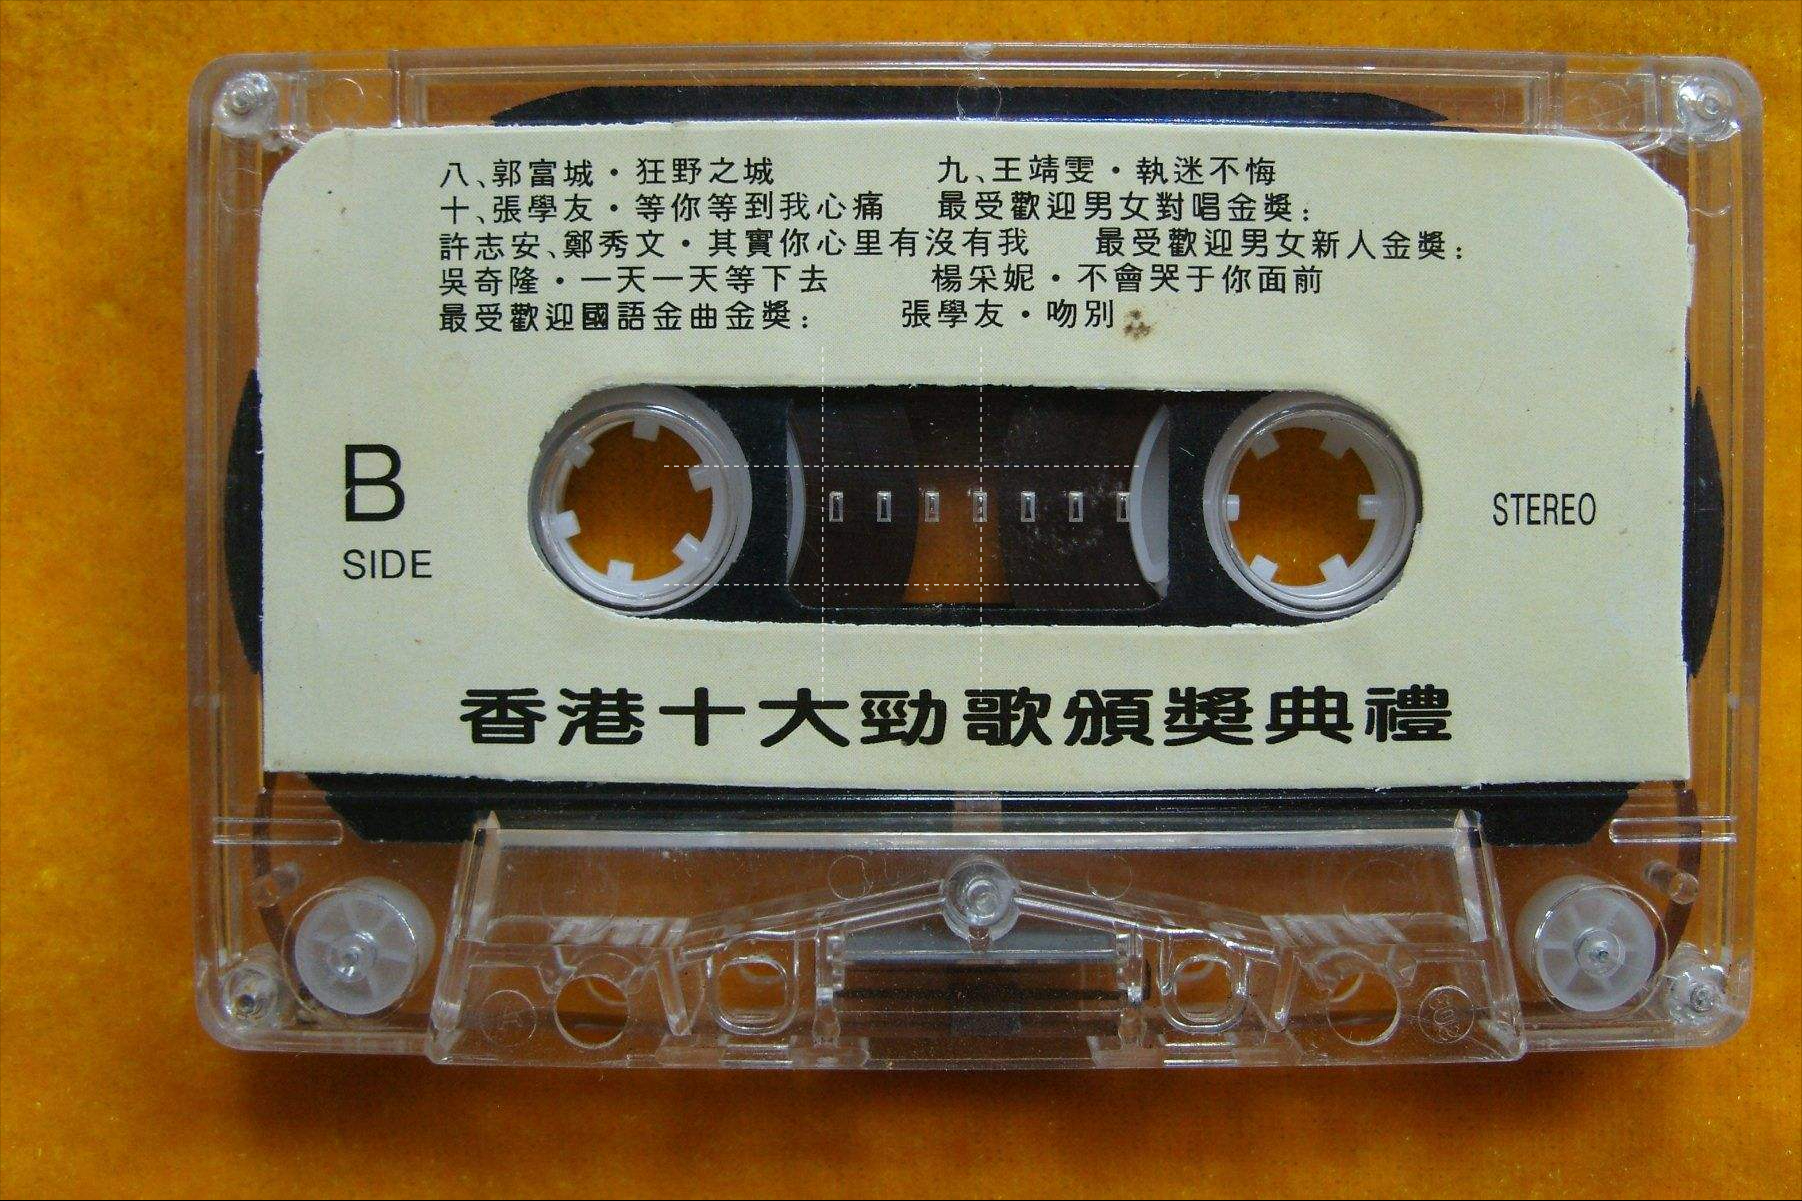 八、郭富城・狂野之城 九、王靖雯・執迷不悔
十、張學友・等你等到我心痛 最受歡迎男女對唱金獎：
許志安、鄭秀文・其實你心里有沒有我 最受歡迎男女新人金獎：
吳奇隆・一天一天等下去 楊采妮・不會哭于你面前
最受歡迎國語金曲金獎： 張學友・吻別
B
SIDE
STEREO
香港十大勁歌頒獎典禮